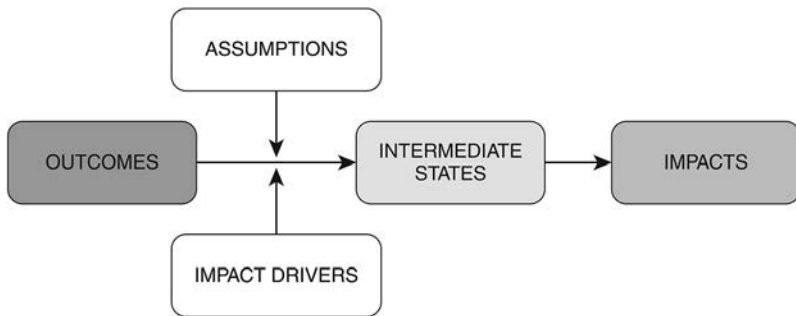 ASSUMPTIONS
OUTCOMES
INTERMEDIATE
STATES
IMPACTS
IMPACT DRIVERS